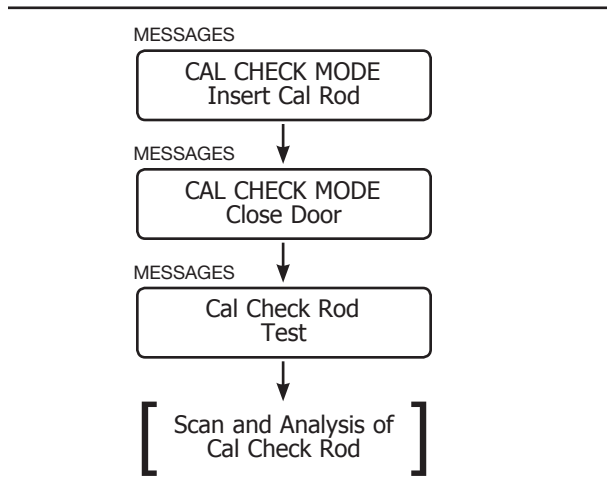 MESSAGES
CAL CHECK MODE
Insert Cal Rod
MESSAGES
CAL CHECK MODE
Close Door
MESSAGES
Cal Check Rod
Test
Scan and Analysis of
Cal Check Rod